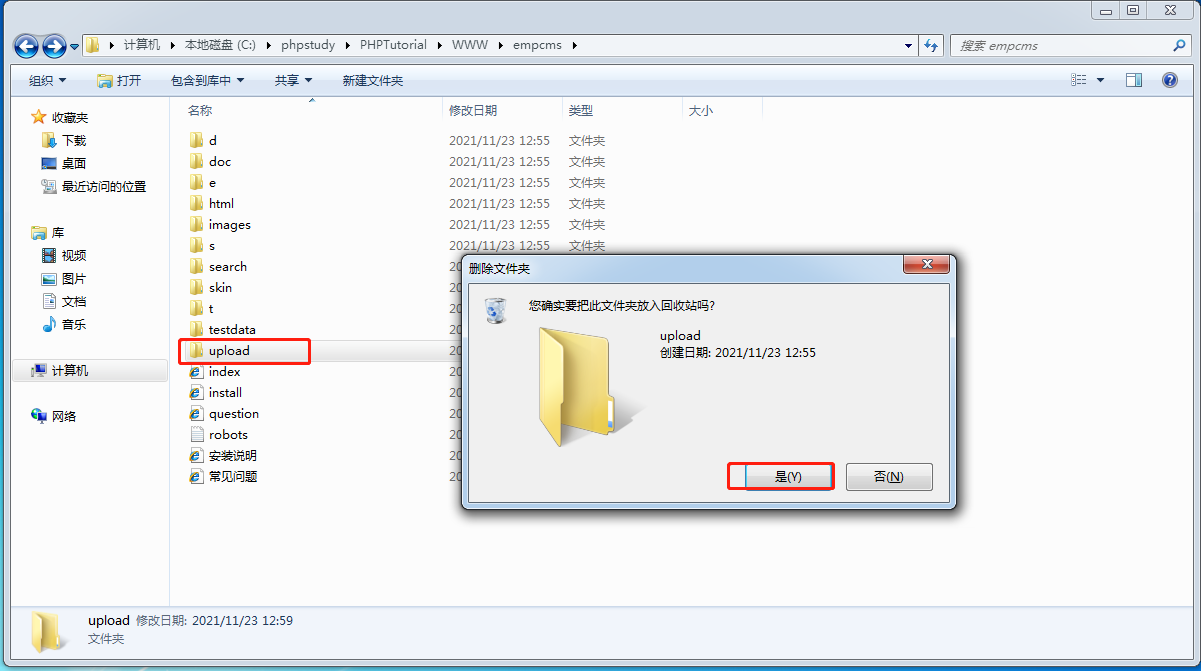 计算机 本地磁盘 (C:) phpstudy PHPTutorial WWW empcms 搜索 empcms
组织 打开 包含到库中 共享 新建文件夹
收藏夹
下载
桌面
最近访问的位置
库
视频
图片
文档
音乐
计算机
网络
名称 修改日期 类型 大小
d 2021/11/23 12:55 文件夹
doc 2021/11/23 12:55 文件夹
e 2021/11/23 12:55 文件夹
html 2021/11/23 12:55 文件夹
images 2021/11/23 12:55 文件夹
s 2021/11/23 12:55 文件夹
search 20
skin 20
t 20
testdata 20
upload 20
index 20
install 20
question 20
robots 20
安装说明 20
常见问题 20
删除文件夹
您确实要把此文件夹放入回收站吗?
upload
创建日期: 2021/11/23 12:55
是(Y) 否(N)
upload 修改日期: 2021/11/23 12:59
文件夹